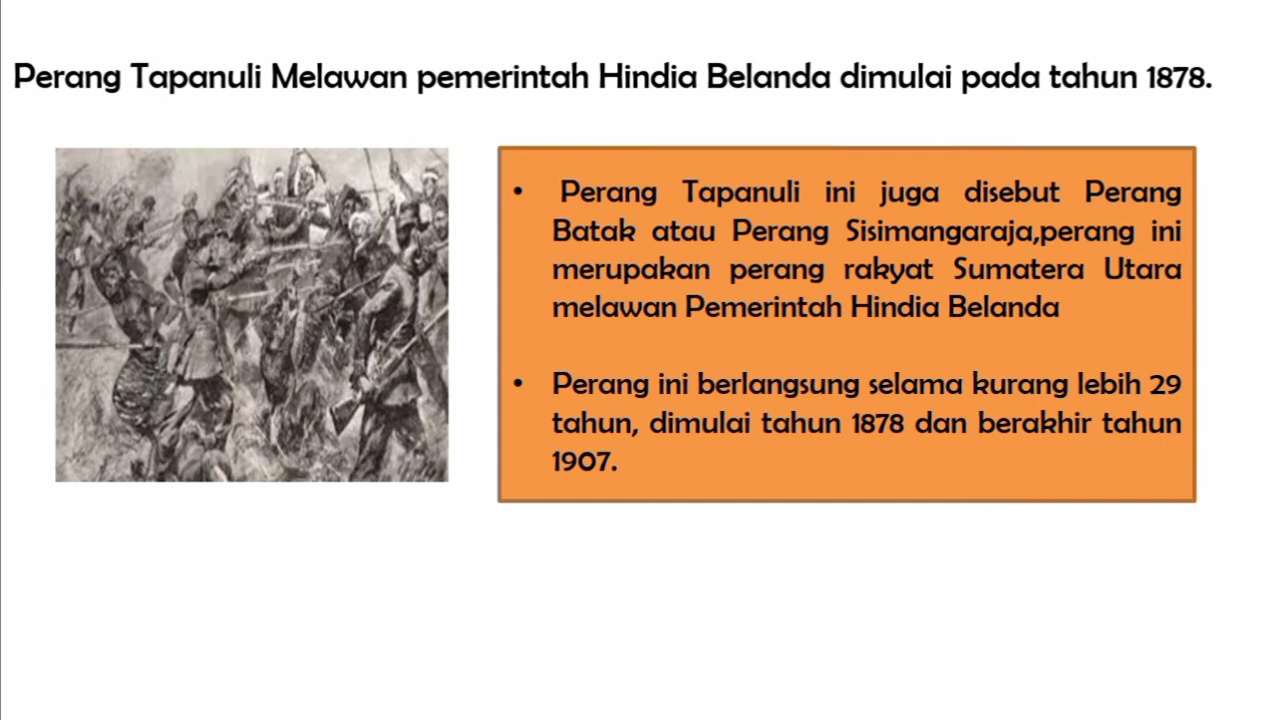 Perang Tapanuli Melawan pemerintah Hindia Belanda dimulai pada tahun 1878.
• Perang Tapanuli ini juga disebut Perang
Batak atau Perang Sisimangaraja,perang ini
merupakan perang rakyat Sumatera Utara
melawan Pemerintah Hindia Belanda
• Perang ini berlangsung selama kurang lebih 29
tahun, dimulai tahun 1878 dan berakhir tahun
1907.